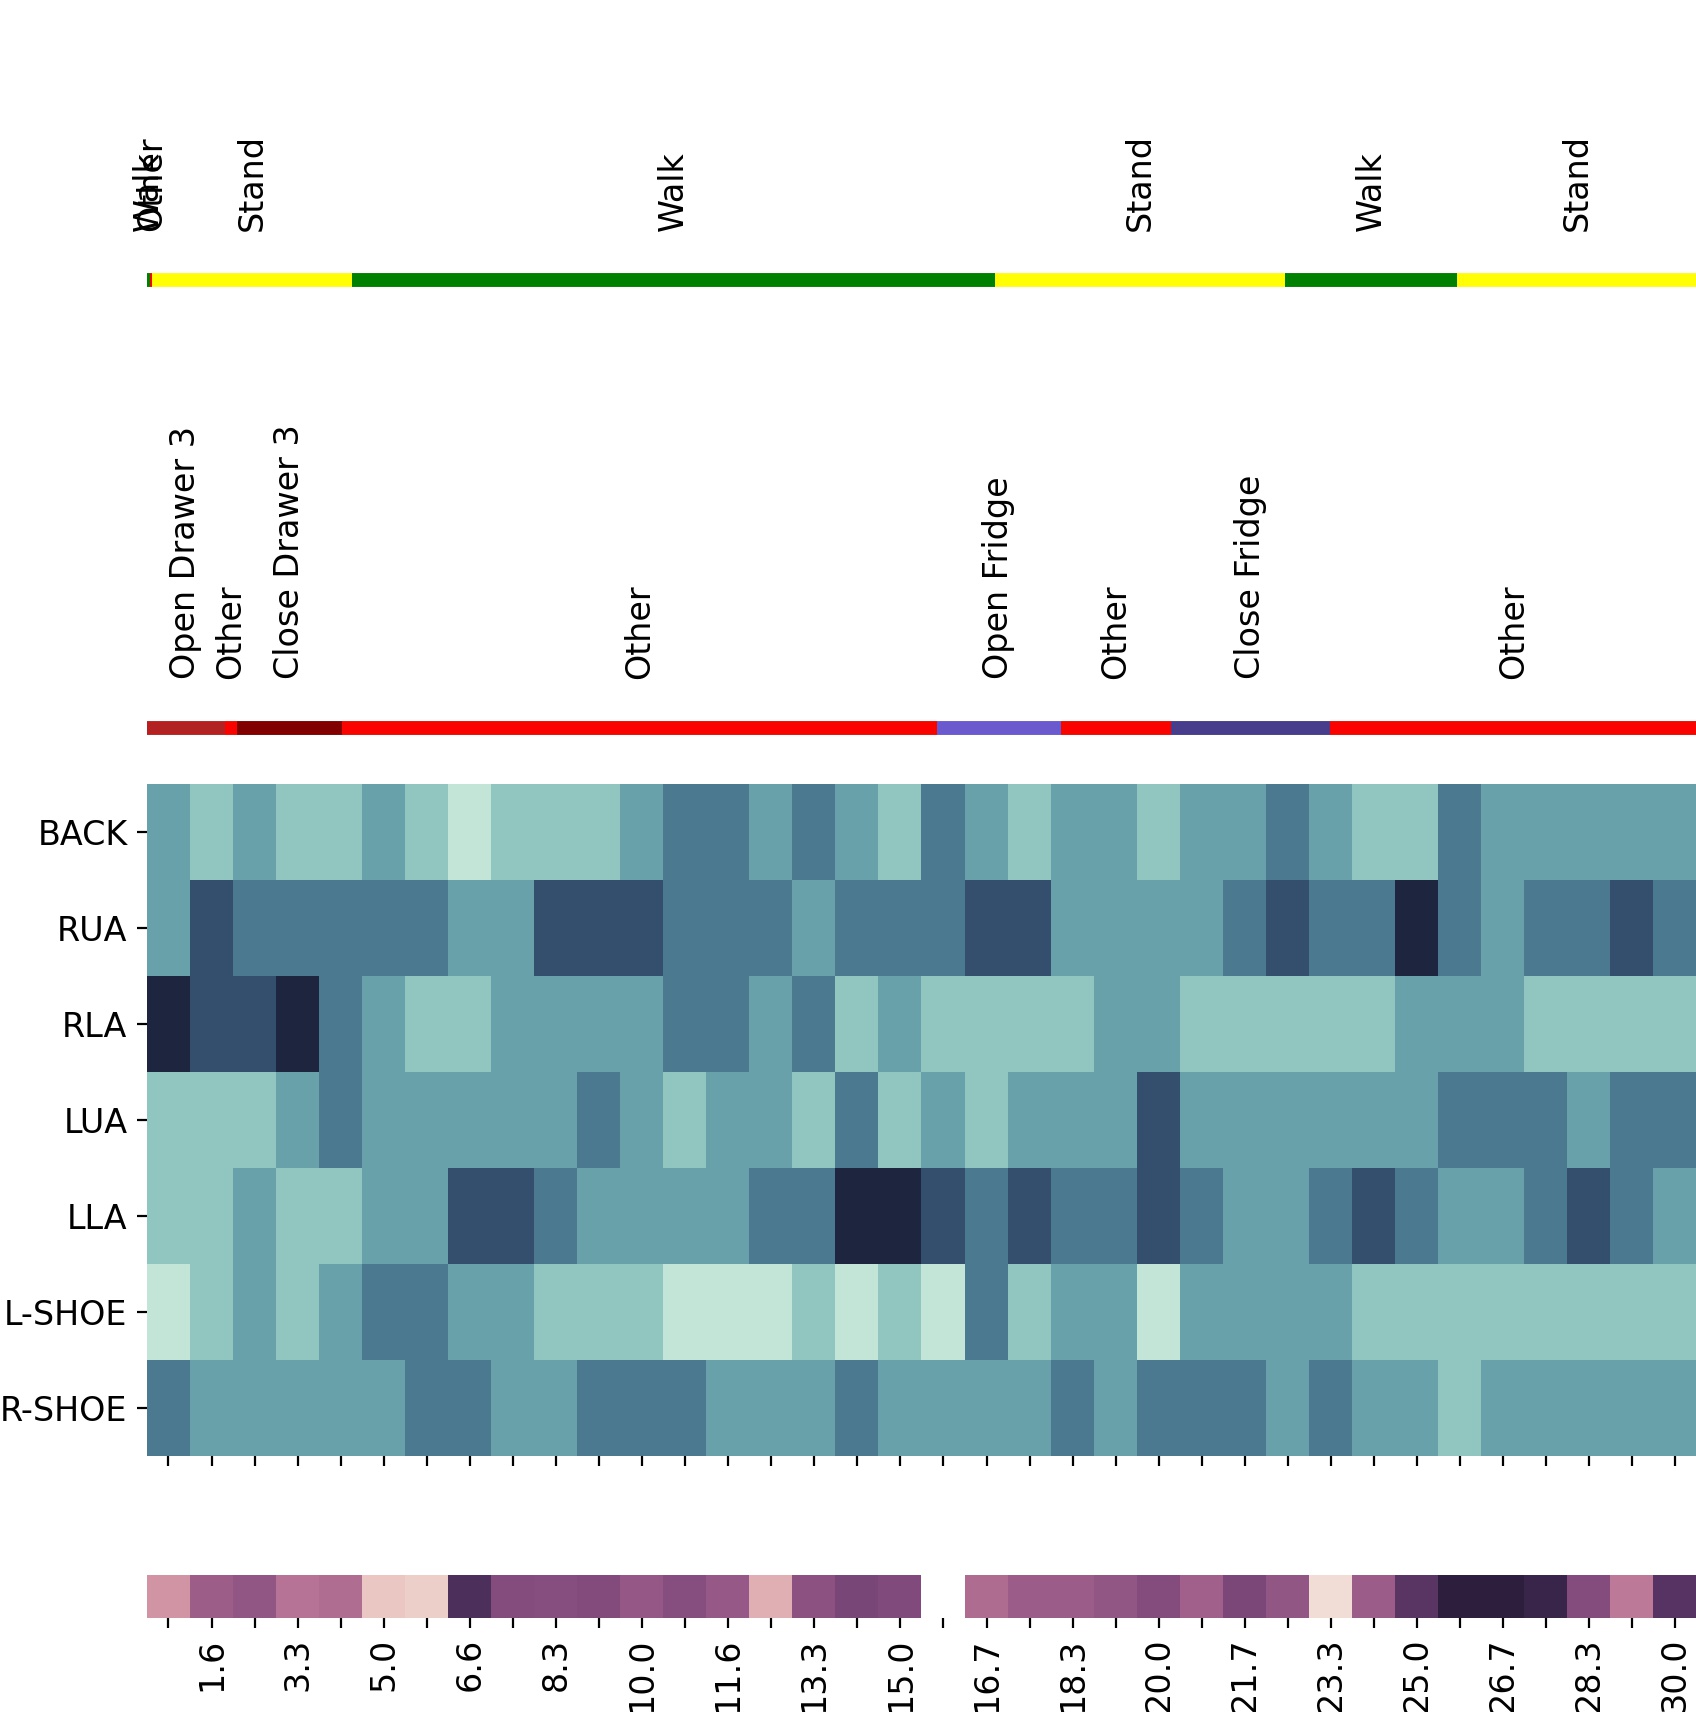 Walk
Other
Stand
Walk
Stand
Walk
Stand
Open Drawer 3
Other
Close Drawer 3
Other
Open Fridge
Other
Close Fridge
Other
BACK
RUA
RLA
LUA
LLA
L-SHOE
R-SHOE
1.6
3.3
5.0
6.6
8.3
10.0
11.6
13.3
15.0
16.7
18.3
20.0
21.7
23.3
25.0
26.7
28.3
30.0